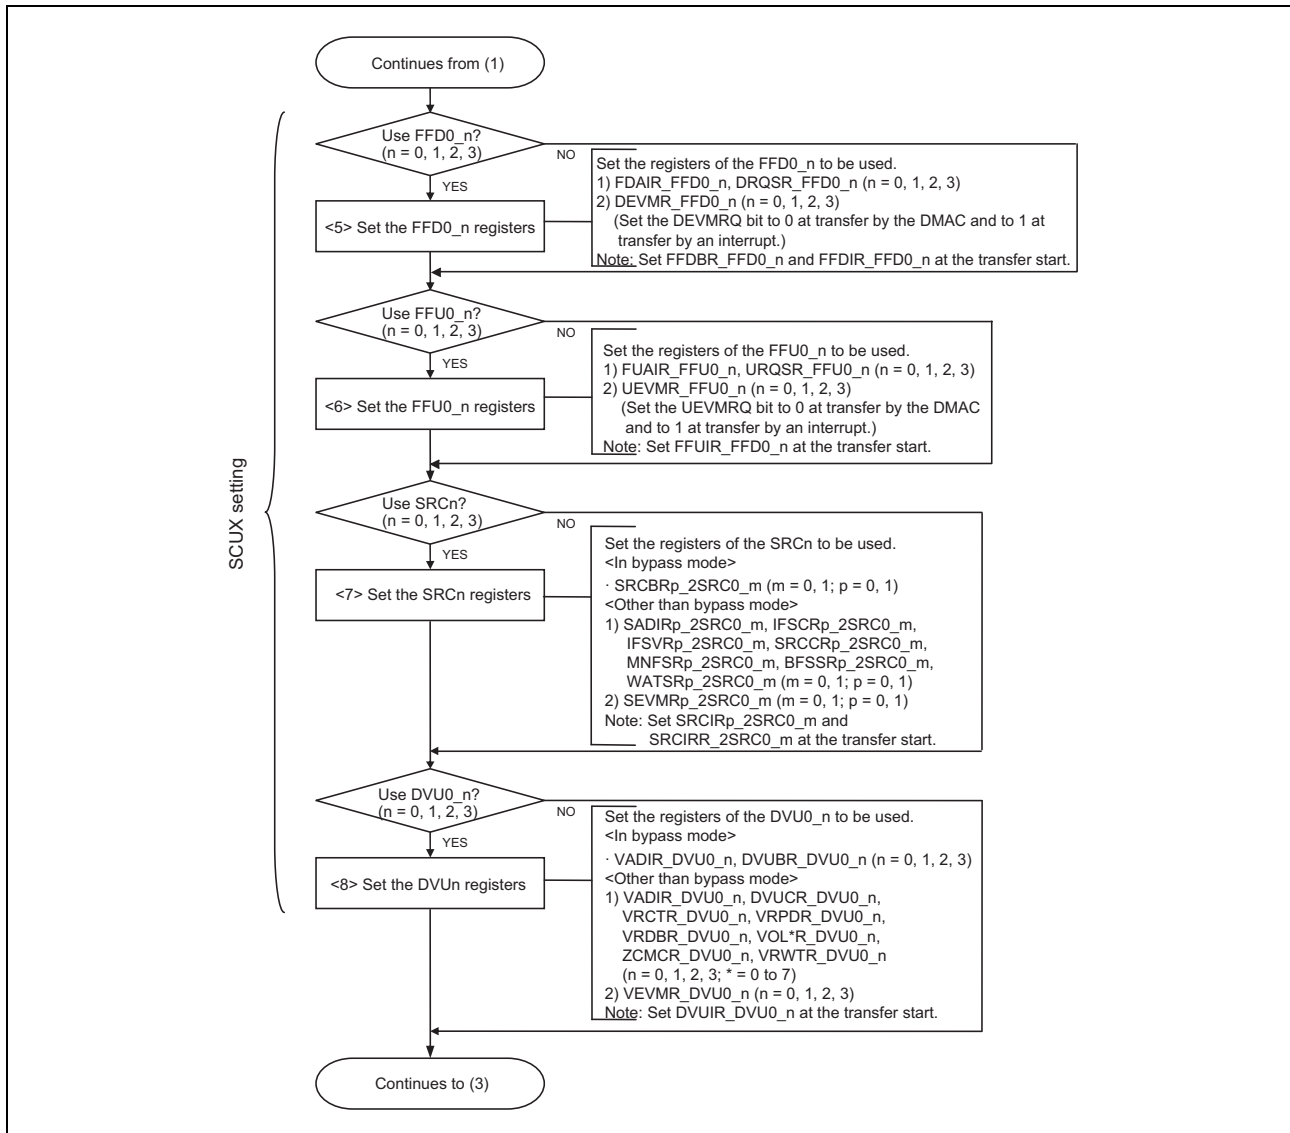 Continues from (1)
Use FFD0_n?
(n = 0, 1, 2, 3)
NO
YES
<5> Set the FFD0_n registers
Set the registers of the FFD0_n to be used.
1) FDAIR_FFD0_n, DRQSR_FFD0_n (n = 0, 1, 2, 3)
2) DEVMR_FFD0_n (n = 0, 1, 2, 3)
(Set the DEVMRQ bit to 0 at transfer by the DMAC and to 1 at
transfer by an interrupt.)
Note: Set FFDBR_FFD0_n and FFDIR_FFD0_n at the transfer start.
Use FFU0_n?
(n = 0, 1, 2, 3)
NO
YES
<6> Set the FFU0_n registers
Set the registers of the FFU0_n to be used.
1) FUAIR_FFU0_n, URQSR_FFU0_n (n = 0, 1, 2, 3)
2) UEVMR_FFU0_n (n = 0, 1, 2, 3)
(Set the UEVMRQ bit to 0 at transfer by the DMAC
and to 1 at transfer by an interrupt.)
Note: Set FFUIR_FFD0_n at the transfer start.
SCUX setting
Use SRCn?
(n = 0, 1, 2, 3)
NO
YES
<7> Set the SRCn registers
Set the registers of the SRCn to be used.
<In bypass mode>
· SRCBRp_2SRC0_m (m = 0, 1; p = 0, 1)
<Other than bypass mode>
1) SADIRp_2SRC0_m, IFSCRp_2SRC0_m,
IFSVRp_2SRC0_m, SRCCRp_2SRC0_m,
MNFSRp_2SRC0_m, BFSSRp_2SRC0_m,
WATSRp_2SRC0_m (m = 0, 1; p = 0, 1)
2) SEVMRp_2SRC0_m (m = 0, 1; p = 0, 1)
Note: Set SRCIRp_2SRC0_m and
SRCIRR_2SRC0_m at the transfer start.
Use DVU0_n?
(n = 0, 1, 2, 3)
NO
YES
<8> Set the DVUn registers
Set the registers of the DVU0_n to be used.
<In bypass mode>
· VADIR_DVU0_n, DVUBR_DVU0_n (n = 0, 1, 2, 3)
<Other than bypass mode>
1) VADIR_DVU0_n, DVUCR_DVU0_n,
VRCTR_DVU0_n, VRPDR_DVU0_n,
VRDBR_DVU0_n, VOL*R_DVU0_n,
ZCMCR_DVU0_n, VRWTR_DVU0_n
(n = 0, 1, 2, 3; * = 0 to 7)
2) VEVMR_DVU0_n (n = 0, 1, 2, 3)
Note: Set DVUIR_DVU0_n at the transfer start.
Continues to (3)